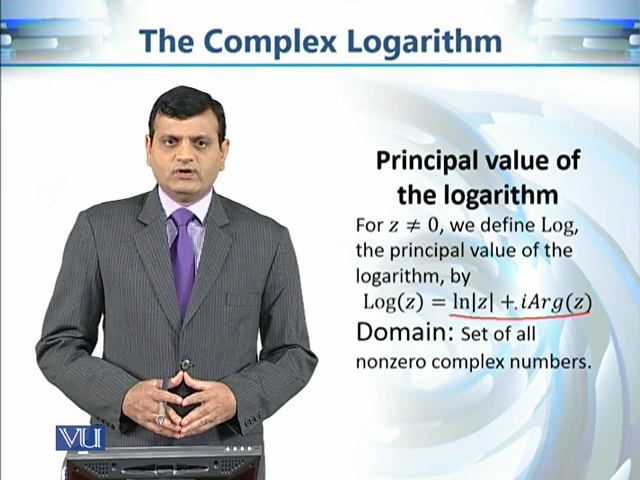 The Complex Logarithm
Principal value of
the logarithm
For z ≠ 0, we define Log,
the principal value of the
logarithm, by
Log(z) = ln|z| + iArg(z)
Domain: Set of all
nonzero complex numbers.
VU